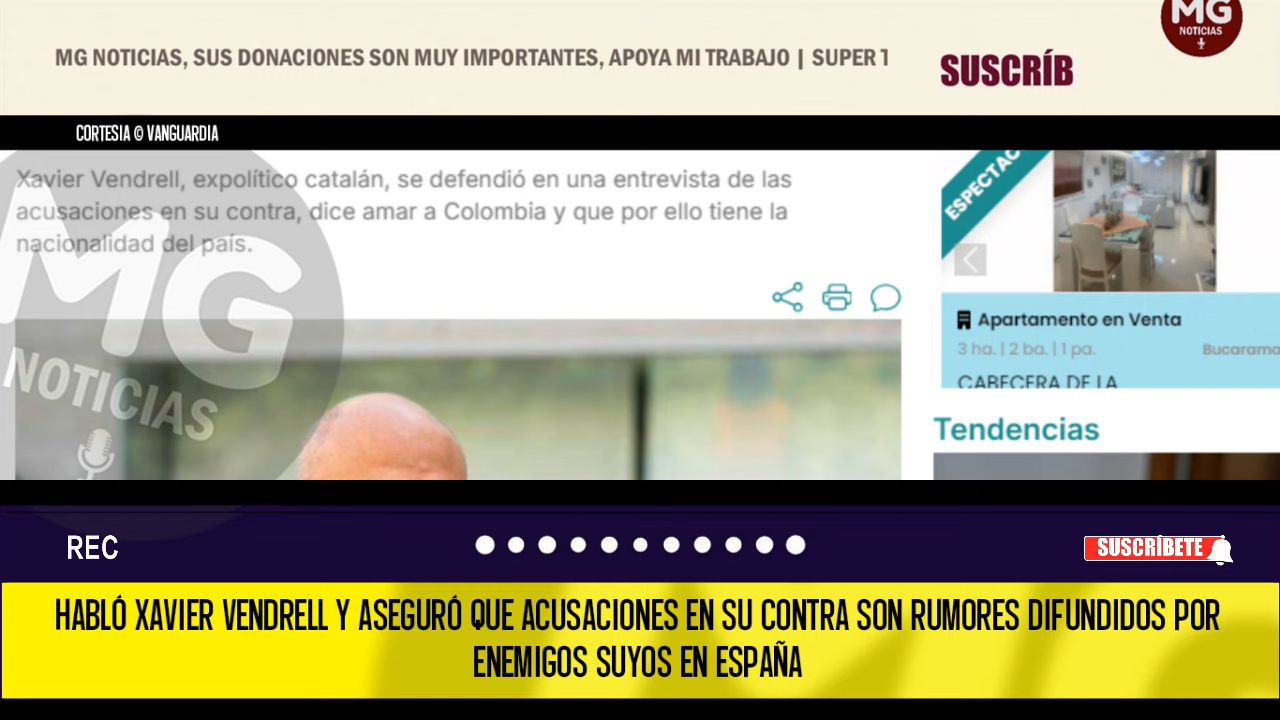 MG
NOTICIAS
MG NOTICIAS, SUS DONACIONES SON MUY IMPORTANTES, APOYA MI TRABAJO | SUPER T
SUSCRÍB
CORTESIA © VANGUARDIA
Xavier Vendrell, expolítico catalán, se defendió en una entrevista de las
acusaciones en su contra, dice amar a Colombia y que por ello tiene la
nacionalidad del país.
MG
NOTICIAS
ESPECTAC
Apartamento en Venta
3 ha. | 2 ba. | 1 pa.
Bucarama
CABECERA DE LA
Tendencias
REC
SUSCRÍBETE
HABLÓ XAVIER VENDRELL Y ASEGURÓ QUE ACUSACIONES EN SU CONTRA SON RUMORES DIFUNDIDOS POR
ENEMIGOS SUYOS EN ESPAÑA